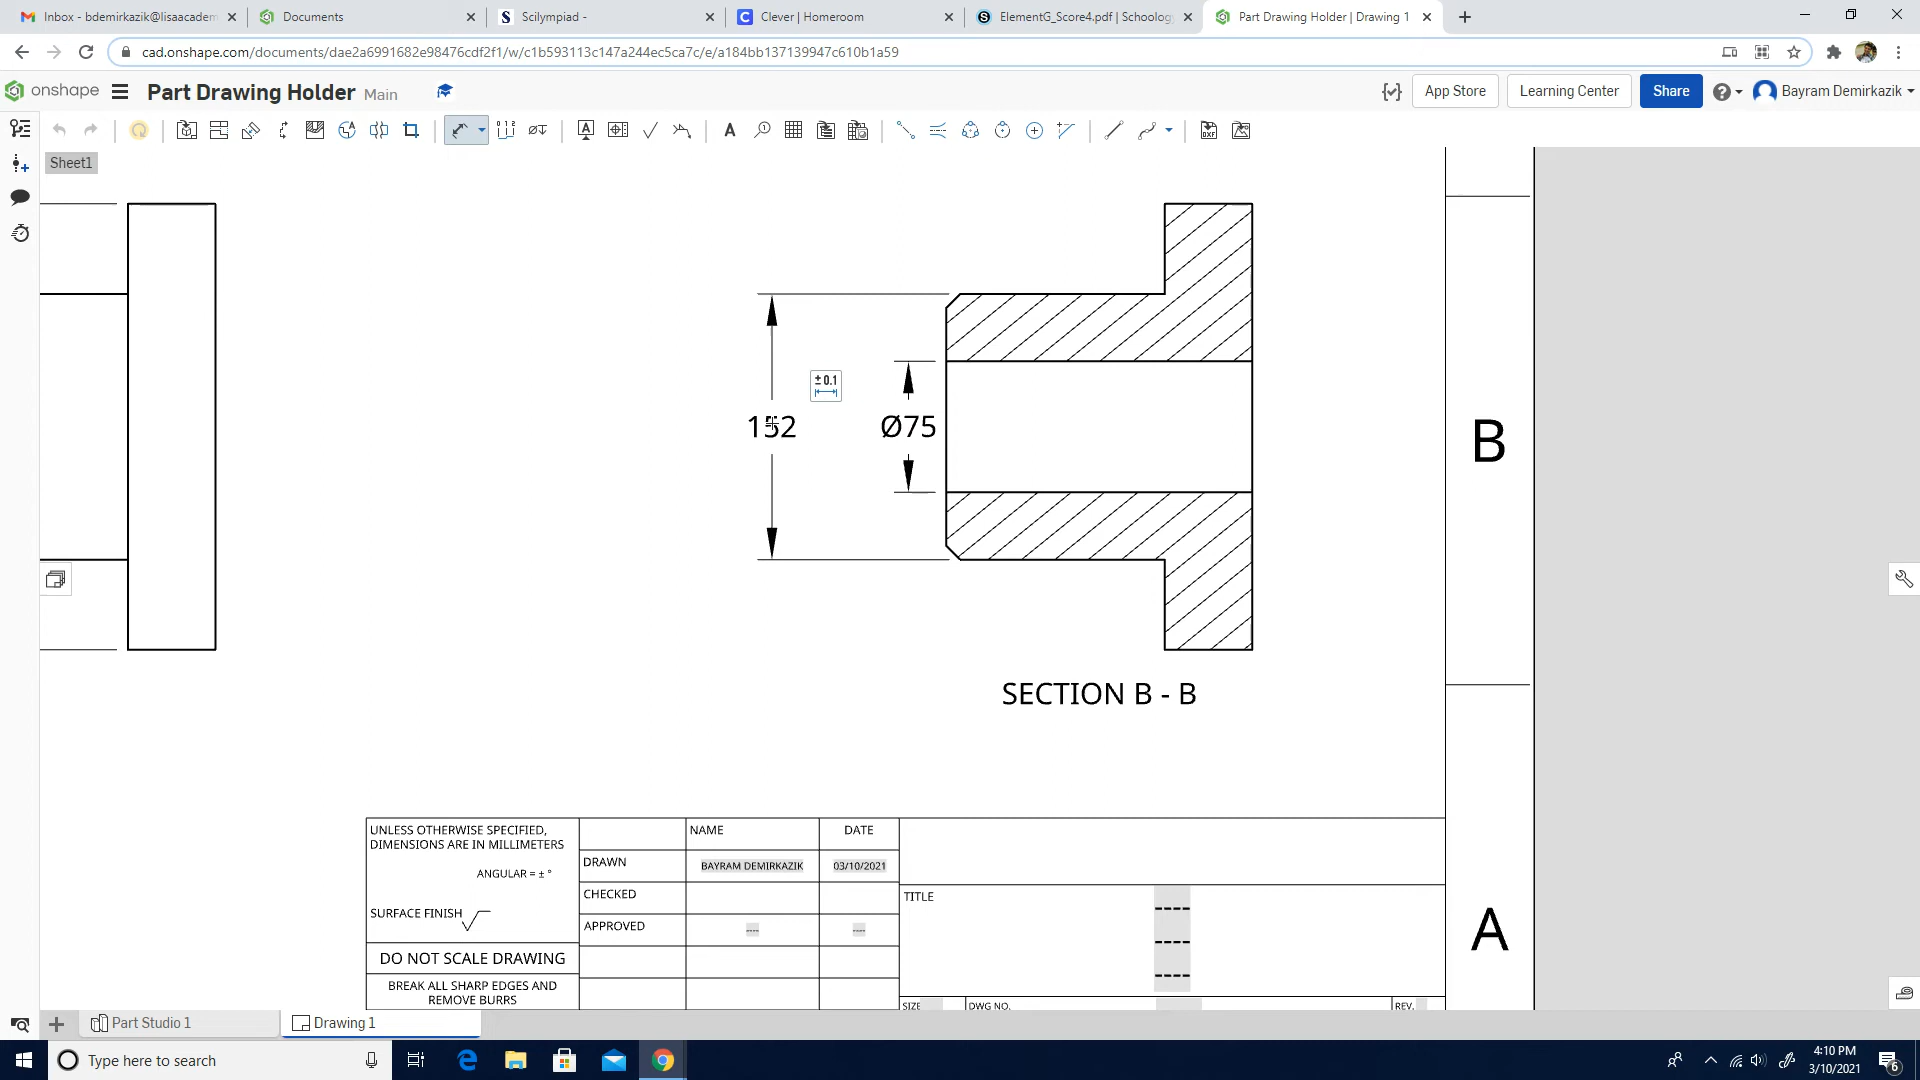 Inbox - bdemirkazik@lisaacadem
Documents
Scilympiad -
Clever | Homeroom
ElementG_Score4.pdf | Schoology
Part Drawing Holder | Drawing 1
cad.onshape.com/documents/dae2a6991682e98476cdf2f1/w/c1b593113c147a244ec5ca7c/e/a184bb137139947c610b1a59
onshape
Part Drawing Holder Main
App Store
Learning Center
Share
Bayram Demirkazik
Sheet1
± 0.1
152
Ø75
B
SECTION B - B
UNLESS OTHERWISE SPECIFIED,
DIMENSIONS ARE IN MILLIMETERS
ANGULAR = ± °
SURFACE FINISH
DO NOT SCALE DRAWING
BREAK ALL SHARP EDGES AND
REMOVE BURRS
NAME
DATE
DRAWN
BAYRAM DEMIRKAZIK
03/10/2021
CHECKED
APPROVED
----
----
TITLE
----
----
----
SIZE
DWG NO.
REV.
A
Part Studio 1
Drawing 1
Type here to search
4:10 PM
3/10/2021
6